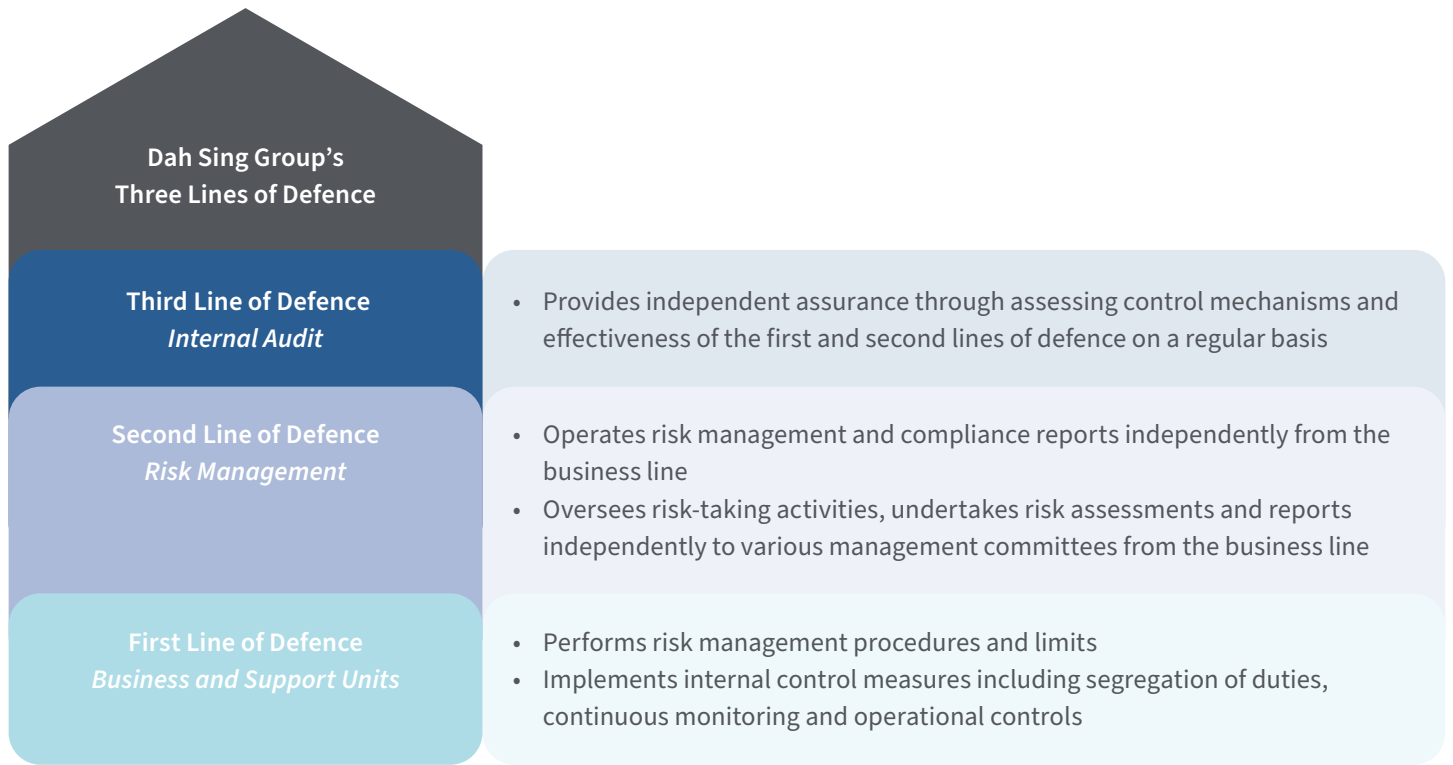 Dah Sing Group’s
Three Lines of Defence
Third Line of Defence
Internal Audit
• Provides independent assurance through assessing control mechanisms and
effectiveness of the first and second lines of defence on a regular basis
Second Line of Defence
Risk Management
• Operates risk management and compliance reports independently from the
business line
• Oversees risk-taking activities, undertakes risk assessments and reports
independently to various management committees from the business line
First Line of Defence
Business and Support Units
• Performs risk management procedures and limits
• Implements internal control measures including segregation of duties,
continuous monitoring and operational controls